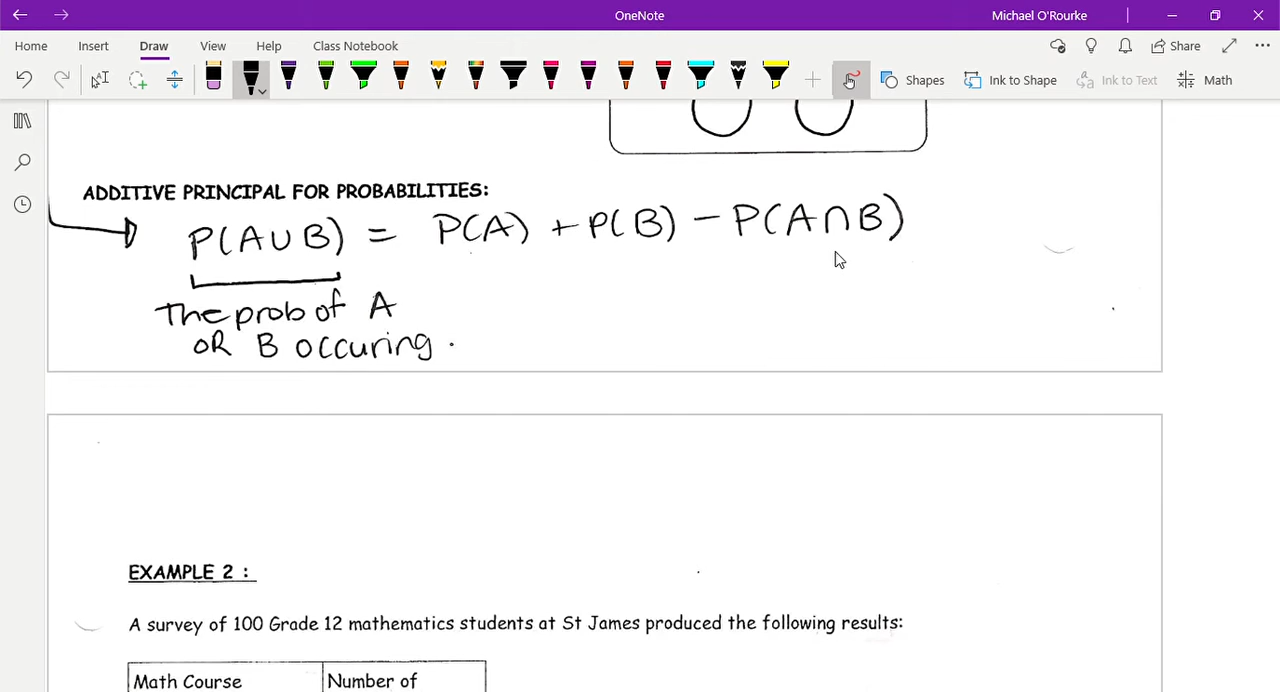 OneNote
Michael O'Rourke
Home Insert Draw View Help Class Notebook
Share
Shapes Ink to Shape Ink to Text Math
ADDITIVE PRINCIPAL FOR PROBABILITIES:
P(A∪B) = P(A) + P(B) - P(A∩B)
The prob of A
OR B occuring.
EXAMPLE 2 :
A survey of 100 Grade 12 mathematics students at St James produced the following results:
Math Course Number of